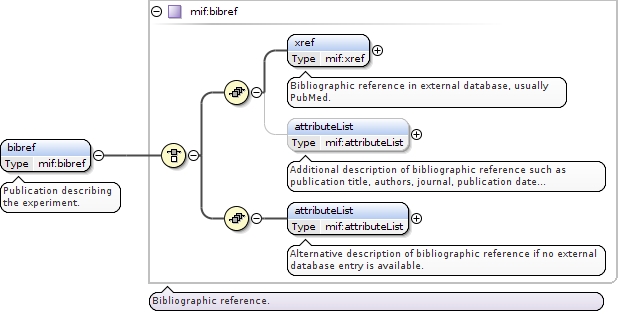 mif:bibref
xref
Type mif:xref
Bibliographic reference in external database, usually
PubMed.
attributeList
Type mif:attributeList
Additional description of bibliographic reference such as
publication title, authors, journal, publication date...
bibref
Type mif:bibref
Publication describing
the experiment.
attributeList
Type mif:attributeList
Alternative description of bibliographic reference if no external
database entry is available.
Bibliographic reference.